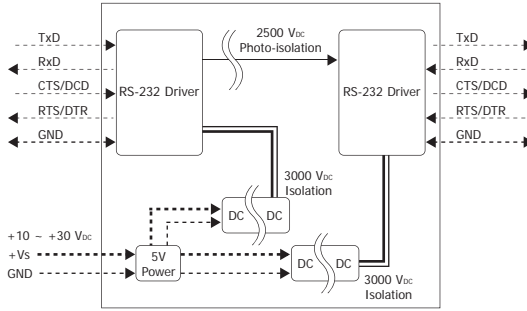 TxD
RxD
CTS/DCD
RTS/DTR
GND
RS-232 Driver
2500 VDC
Photo-isolation
RS-232 Driver
TxD
RxD
CTS/DCD
RTS/DTR
GND
3000 VDC
Isolation
DC DC
+10 ~ +30 VDC
+Vs
GND
5V
Power
DC DC
3000 VDC
Isolation